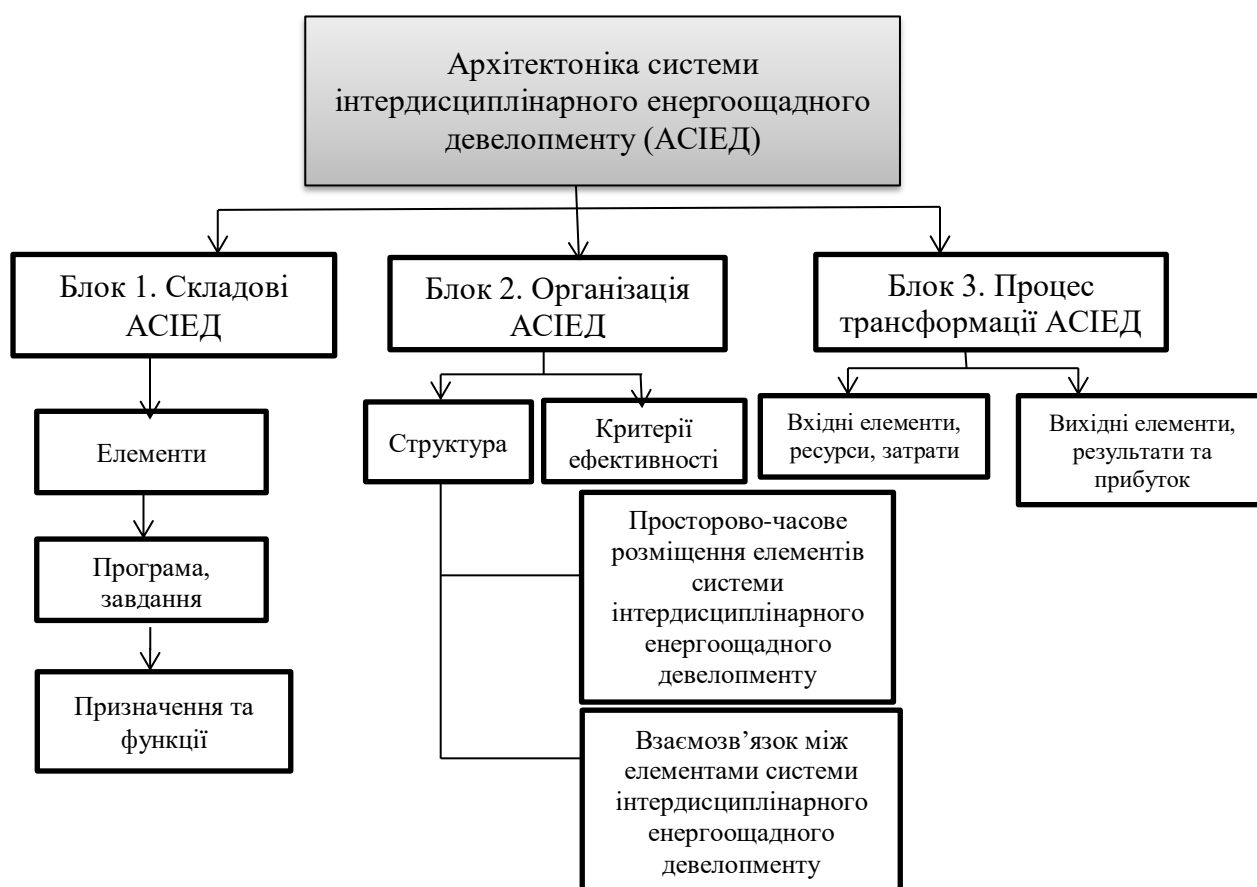 Архітектоніка системи
інтердисциплінарного енергоощадного
девелопменту (АСІЕД)
Блок 1. Складові
АСІЕД
Блок 2. Організація
АСІЕД
Блок 3. Процес
трансформації АСІЕД
Елементи
Програма,
завдання
Призначення та
функції
Структура
Критерії
ефективності
Просторово-часове
розміщення елементів
системи
інтердисциплінарного
енергоощадного
девелопменту
Взаємозв’язок між
елементами системи
інтердисциплінарного
енергоощадного
девелопменту
Вхідні елементи,
ресурси, затрати
Вихідні елементи,
результати та
прибуток